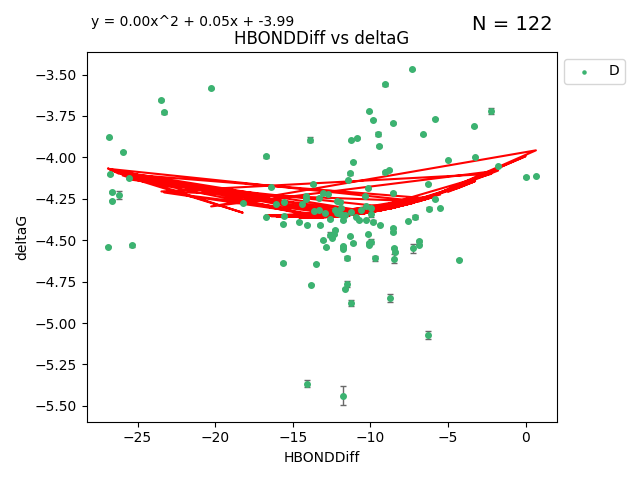 y = 0.00x^2 + 0.05x + -3.99
N = 122
HBONDDiff vs deltaG
D
deltaG
−3.50
−3.75
−4.00
−4.25
−4.50
−4.75
−5.00
−5.25
−5.50
−25 −20 −15 −10 −5 0
HBONDDiff